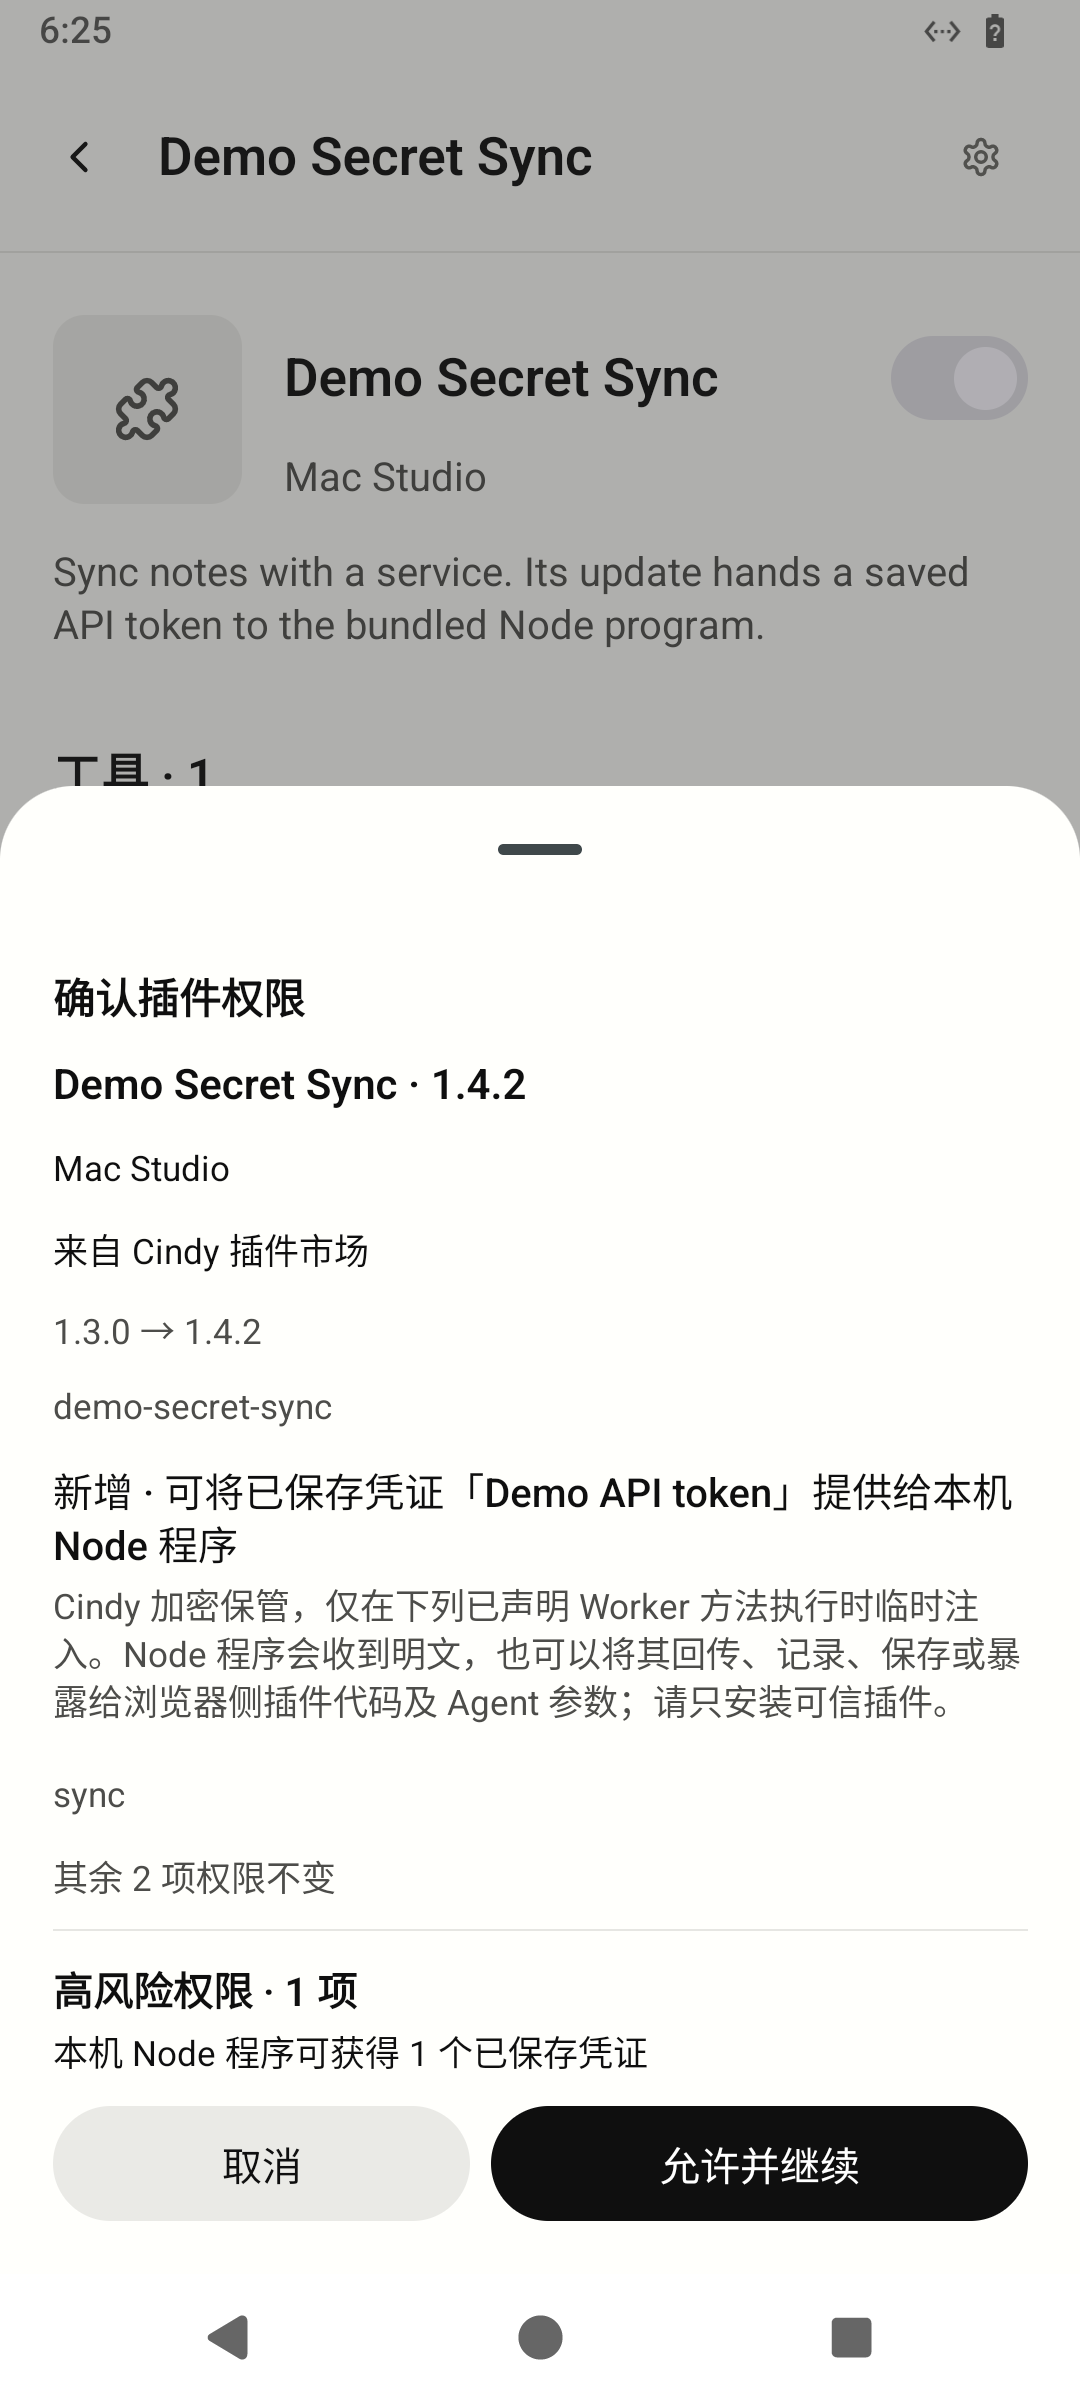 6:25
Demo Secret Sync
Demo Secret Sync
Mac Studio
Sync notes with a service. Its update hands a saved
API token to the bundled Node program.
工具 · 1
确认插件权限
Demo Secret Sync · 1.4.2
Mac Studio
来自 Cindy 插件市场
1.3.0 → 1.4.2
demo-secret-sync
新增 · 可将已保存凭证「Demo API token」提供给本机
Node 程序
Cindy 加密保管，仅在下列已声明 Worker 方法执行时临时注
入。Node 程序会收到明文，也可以将其回传、记录、保存或暴
露给浏览器侧插件代码及 Agent 参数；请只安装可信插件。
sync
其余 2 项权限不变
高风险权限 · 1 项
本机 Node 程序可获得 1 个已保存凭证
取消
允许并继续